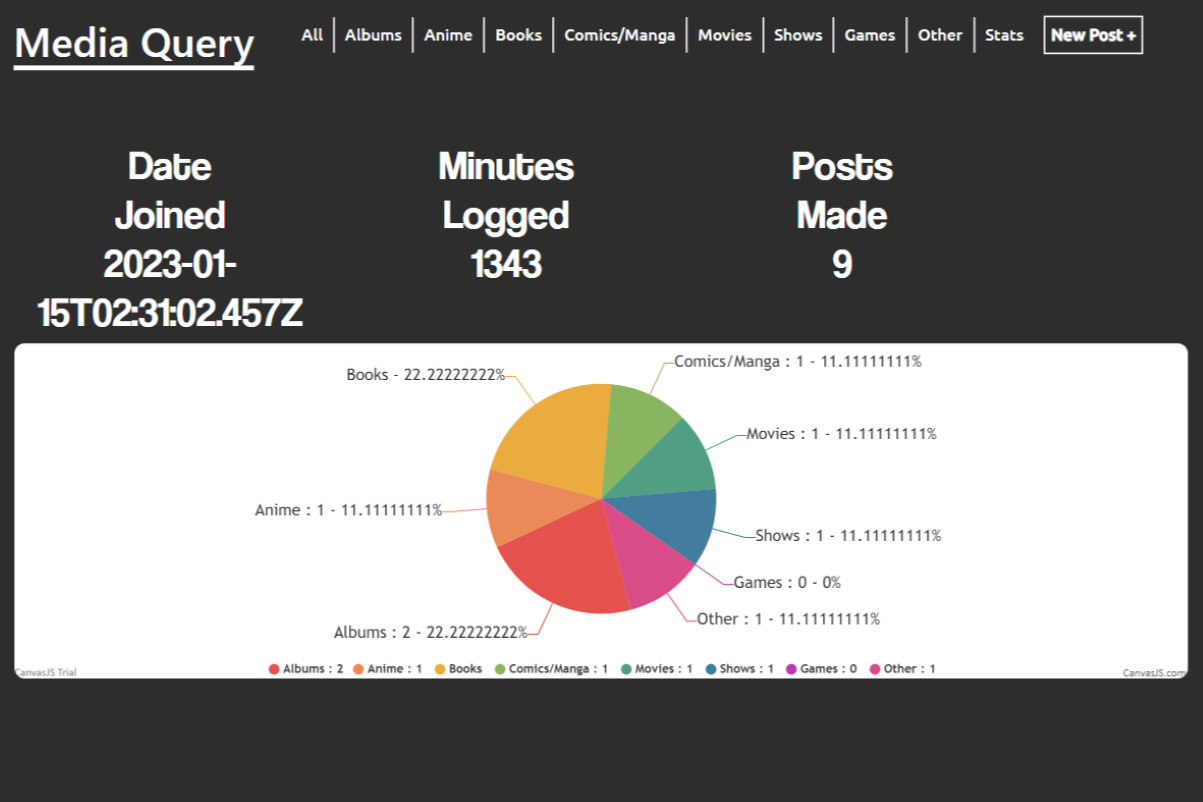 Media Query
All
Albums
Anime
Books
Comics/Manga
Movies
Shows
Games
Other
Stats
New Post +
Date
Joined
2023-01-
15T02:31:02.457Z
Minutes
Logged
1343
Posts
Made
9
Comics/Manga : 1 - 11.11111111%
Books - 22.22222222%
Movies : 1 - 11.11111111%
Anime : 1 - 11.11111111%
Shows : 1 - 11.11111111%
Games : 0 - 0%
Other : 1 - 11.11111111%
Albums : 2 - 22.22222222%
Albums : 2
Anime : 1
Books
Comics/Manga : 1
Movies : 1
Shows : 1
Games : 0
Other : 1
CanvasJS Trial
CanvasJS.com